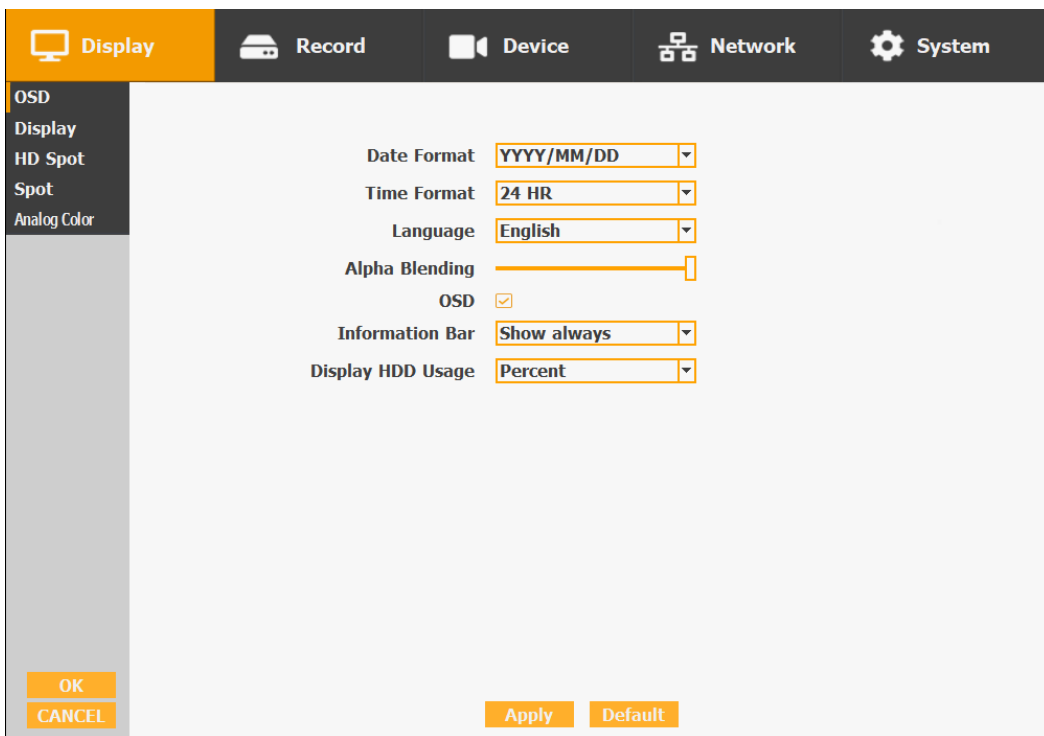 Display Record Device Network System
OSD
Display
HD Spot
Spot
Analog Color
Date Format YYYY/MM/DD
Time Format 24 HR
Language English
Alpha Blending
OSD
Information Bar Show always
Display HDD Usage Percent
OK
CANCEL
Apply Default